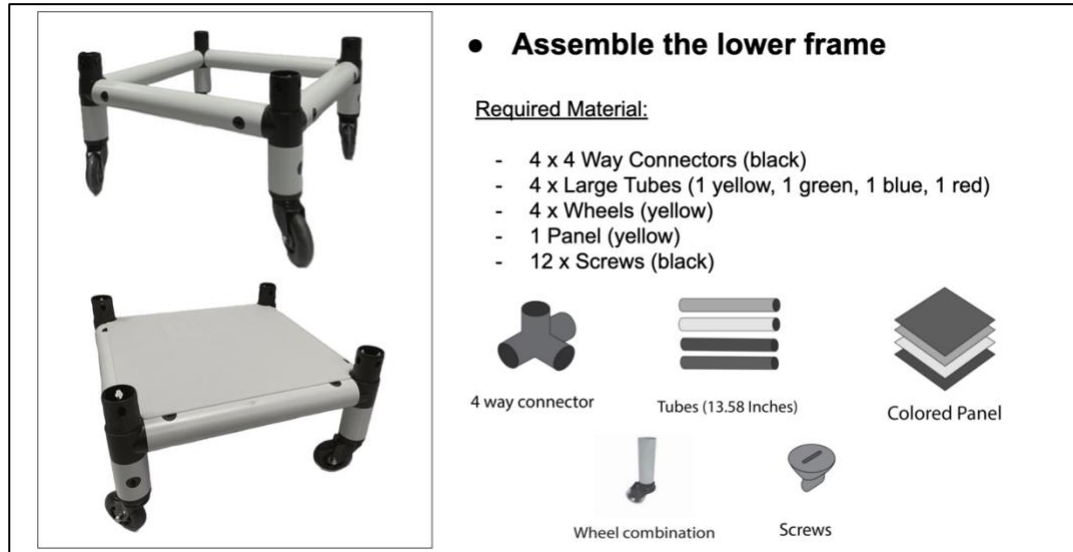 ● Assemble the lower frame
Required Material:
- 4 x 4 Way Connectors (black)
- 4 x Large Tubes (1 yellow, 1 green, 1 blue, 1 red)
- 4 x Wheels (yellow)
- 1 Panel (yellow)
- 12 x Screws (black)
4 way connector
Tubes (13.58 Inches)
Colored Panel
Wheel combination
Screws